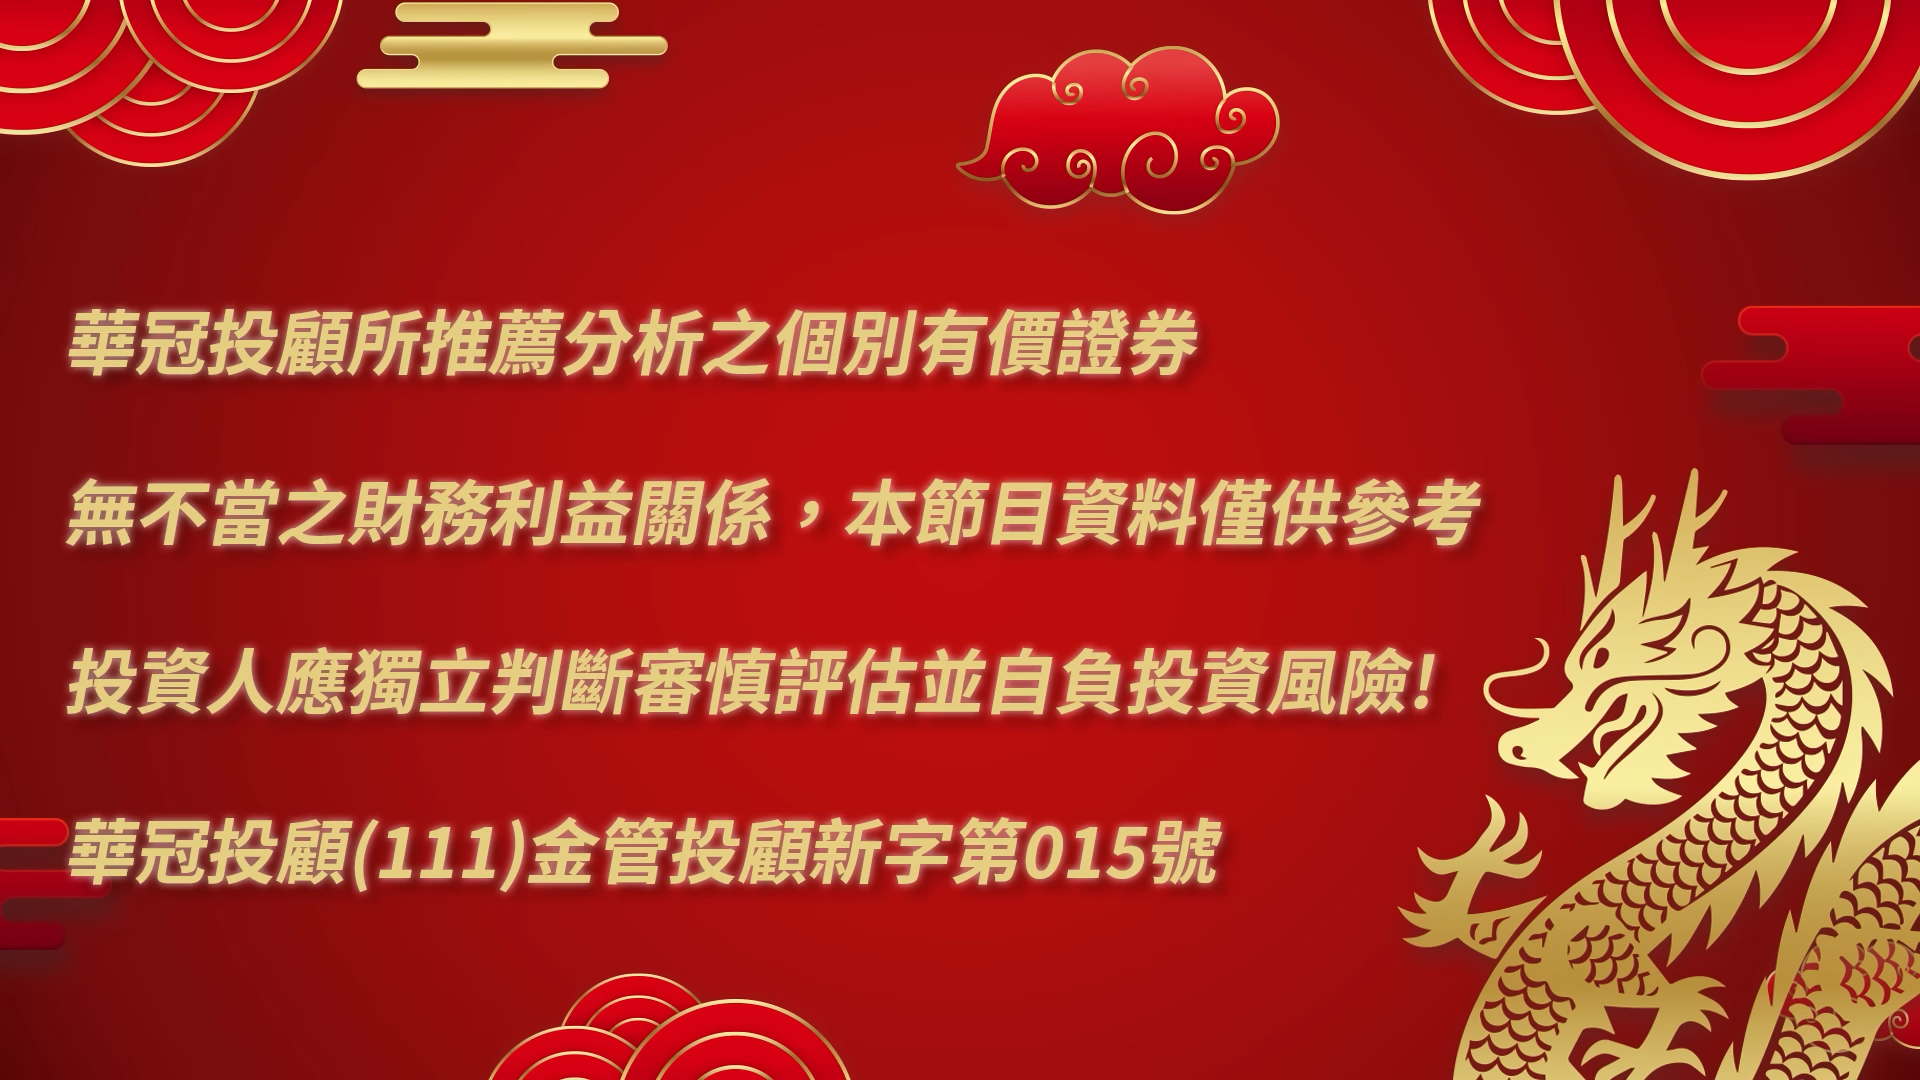 華冠投顧所推薦分析之個別有價證券
無不當之財務利益關係，本節目資料僅供參考
投資人應獨立判斷審慎評估並自負投資風險!
華冠投顧(111)金管投顧新字第015號